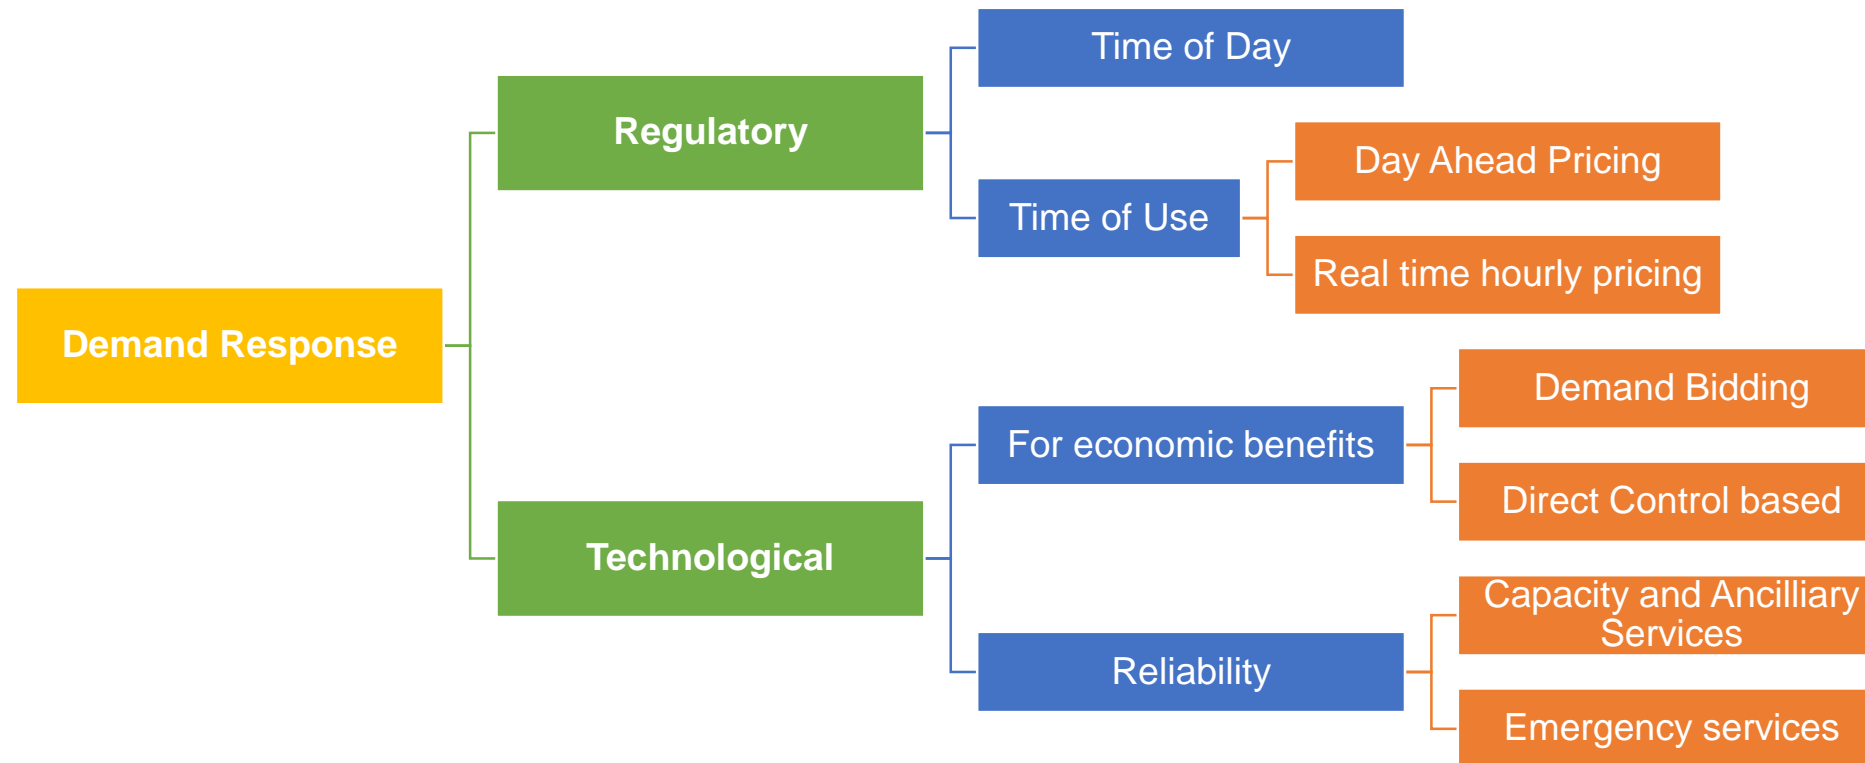 Demand Response
Regulatory
Time of Day
Time of Use
Day Ahead Pricing
Real time hourly pricing
Technological
For economic benefits
Demand Bidding
Direct Control based
Reliability
Capacity and Ancilliary
Services
Emergency services